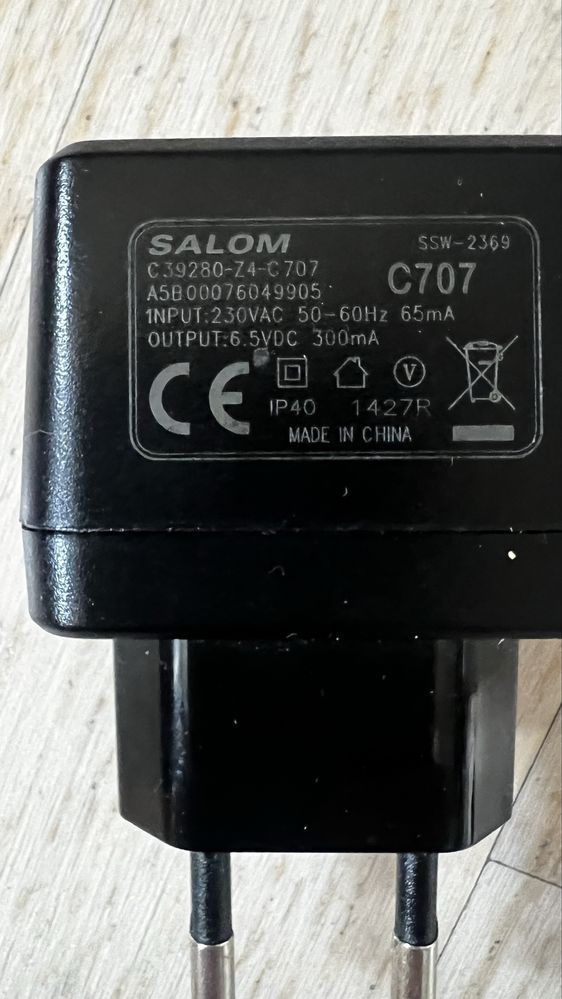 SALOM
SSW-2369
C39280-Z4-C707
C707
A5B00076049905
INPUT:230VAC 50-60Hz 65mA
OUTPUT:6.5VDC 300mA
CE
V
IP40 1427R
MADE IN CHINA